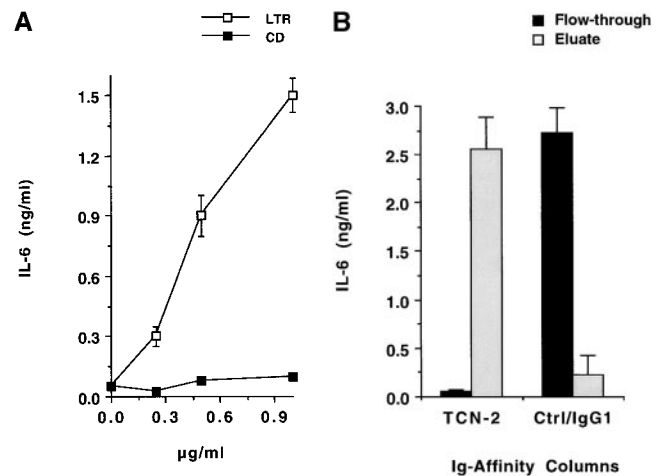 A
LTR
CD
IL-6 (ng/ml)
1.5
1.2
0.9
0.6
0.3
0.0
0.0 0.3 0.6 0.9
µg/ml
B
Flow-through
Eluate
IL-6 (ng/ml)
3.0
2.5
2.0
1.5
1.0
0.5
0.0
TCN-2 Ctrl/IgG1
Ig-Affinity Columns